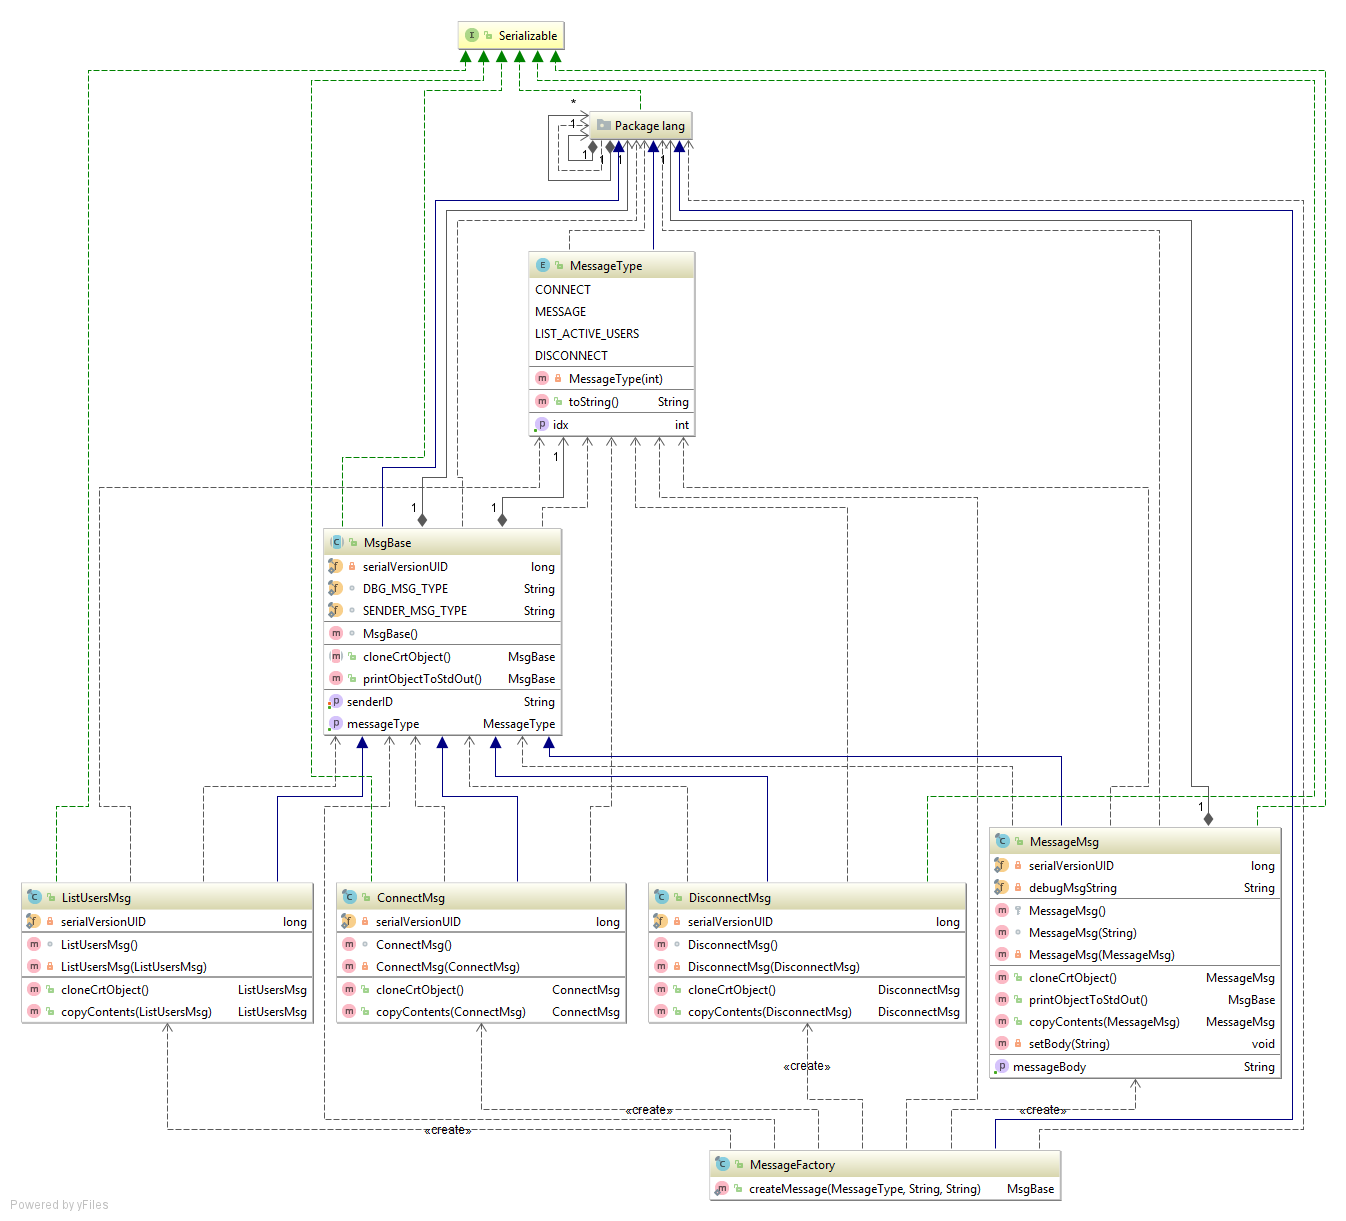 Serializable
*
Package lang
1
1
1
1
1
MessageType
CONNECT
MESSAGE
LIST_ACTIVE_USERS
DISCONNECT
MessageType(int)
toString() String
idx int
1
1
1
MsgBase
serialVersionUID long
DBG_MSG_TYPE String
SENDER_MSG_TYPE String
MsgBase()
cloneCrtObject() MsgBase
printObjectToStdOut() MsgBase
senderID String
messageType MessageType
1
MessageMsg
serialVersionUID long
debugMsgString String
MessageMsg()
MessageMsg(String)
MessageMsg(MessageMsg)
cloneCrtObject() MessageMsg
printObjectToStdOut() MsgBase
copyContents(MessageMsg) MessageMsg
setBody(String) void
messageBody String
ListUsersMsg
serialVersionUID long
ListUsersMsg()
ListUsersMsg(ListUsersMsg)
cloneCrtObject() ListUsersMsg
copyContents(ListUsersMsg) ListUsersMsg
ConnectMsg
serialVersionUID long
ConnectMsg()
ConnectMsg(ConnectMsg)
cloneCrtObject() ConnectMsg
copyContents(ConnectMsg) ConnectMsg
DisconnectMsg
serialVersionUID long
DisconnectMsg()
DisconnectMsg(DisconnectMsg)
cloneCrtObject() DisconnectMsg
copyContents(DisconnectMsg) DisconnectMsg
«create»
«create»
«create»
«create»
MessageFactory
createMessage(MessageType, String, String) MsgBase
Powered by yFiles